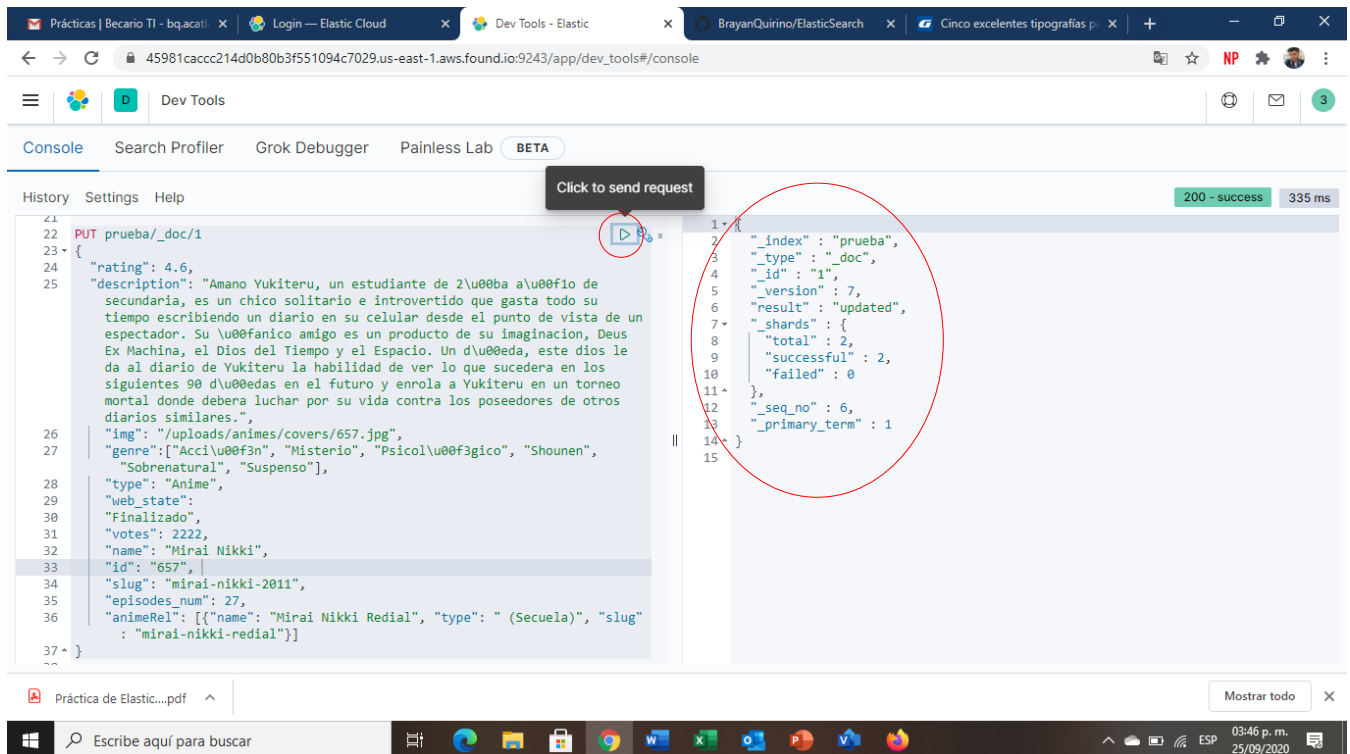 Prácticas | Becario TI - bq.acatl
Login — Elastic Cloud
Dev Tools - Elastic
BrayanQuirino/ElasticSearch
Cinco excelentes tipografías pa
45981caccc214d0b80b3f551094c7029.us-east-1.aws.found.io:9243/app/dev_tools#/console
NP
D
Dev Tools
3
Console
Search Profiler
Grok Debugger
Painless Lab
BETA
Click to send request
History
Settings
Help
200 - success
335 ms
21
22 PUT prueba/_doc/1
23 {
24 "rating": 4.6,
25 "description": "Amano Yukiteru, un estudiante de 2\u00ba a\u00f1o de
secundaria, es un chico solitario e introvertido que gasta todo su
tiempo escribiendo un diario en su celular desde el punto de vista de un
espectador. Su \u00fanico amigo es un producto de su imaginacion, Deus
Ex Machina, el Dios del Tiempo y el Espacio. Un d\u00eda, este dios le
da al diario de Yukiteru la habilidad de ver lo que sucedera en los
siguientes 90 d\u00edas en el futuro y enrola a Yukiteru en un torneo
mortal donde debera luchar por su vida contra los poseedores de otros
diarios similares.",
26 "img": "/uploads/animes/covers/657.jpg",
27 "genre":["Acci\u00f3n", "Misterio", "Psicol\u00f3gico", "Shounen",
"Sobrenatural", "Suspenso"],
28 "type": "Anime",
29 "web_state":
30 "Finalizado",
31 "votes": 2222,
32 "name": "Mirai Nikki",
33 "id": "657",
34 "slug": "mirai-nikki-2011",
35 "episodes_num": 27,
36 "animeRel": [{"name": "Mirai Nikki Redial", "type": " (Secuela)", "slug"
: "mirai-nikki-redial"}]
37 }
1 {
2 "_index" : "prueba",
3 "_type" : "_doc",
4 "_id" : "1",
5 "_version" : 7,
6 "result" : "updated",
7 "_shards" : {
8 "total" : 2,
9 "successful" : 2,
10 "failed" : 0
11 },
12 "_seq_no" : 6,
13 "_primary_term" : 1
14 }
15
Práctica de Elastic....pdf
Mostrar todo
Escribe aquí para buscar
ESP
03:46 p. m.
25/09/2020